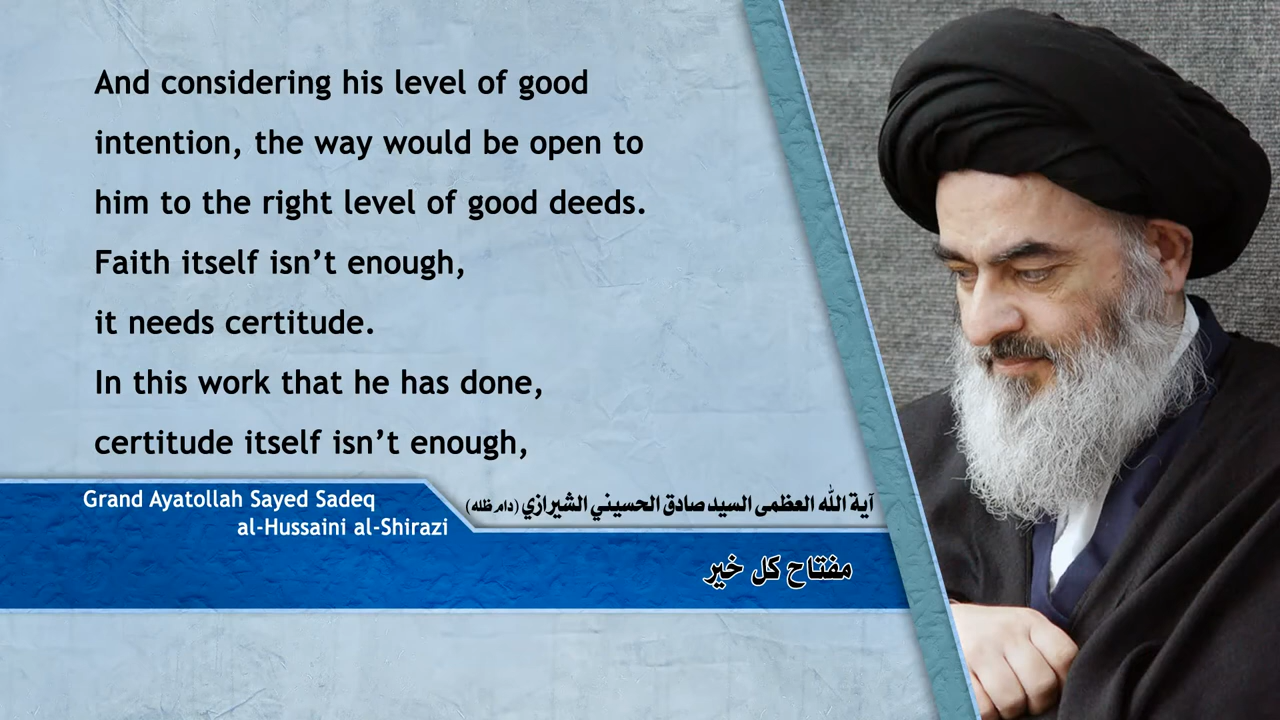 And considering his level of good
intention, the way would be open to
him to the right level of good deeds.
Faith itself isn’t enough,
it needs certitude.
In this work that he has done,
certitude itself isn’t enough,
Grand Ayatollah Sayed Sadeq
al-Hussaini al-Shirazi
آية الله العظمى السيد صادق الحسيني الشيرازي (دام ظله)
مفتاح كل خير